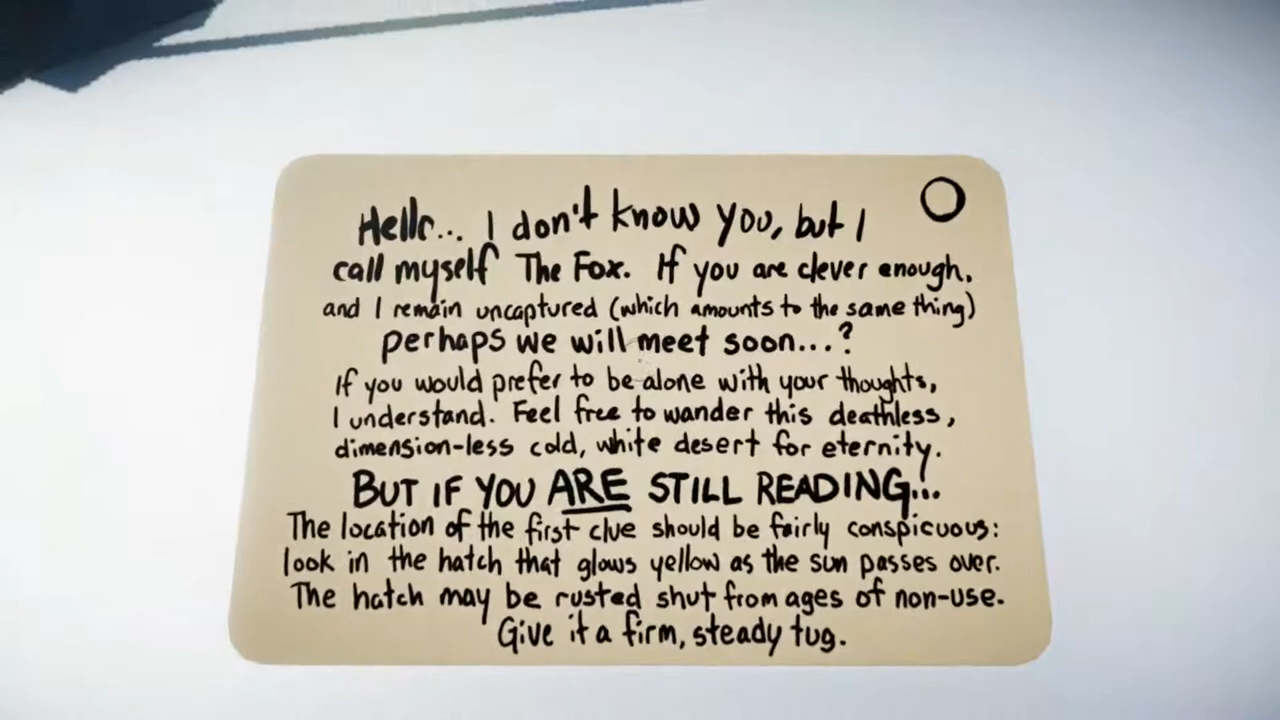 Hello... I don't know you, but I
call myself The Fox. If you are clever enough,
and I remain uncaptured (which amounts to the same thing)
perhaps we will meet soon...?
If you would prefer to be alone with your thoughts,
I understand. Feel free to wander this deathless,
dimension-less cold, white desert for eternity.
BUT IF YOU ARE STILL READING...
The location of the first clue should be fairly conspicuous:
look in the hatch that glows yellow as the sun passes over.
The hatch may be rusted shut from ages of non-use.
Give it a firm, steady tug.